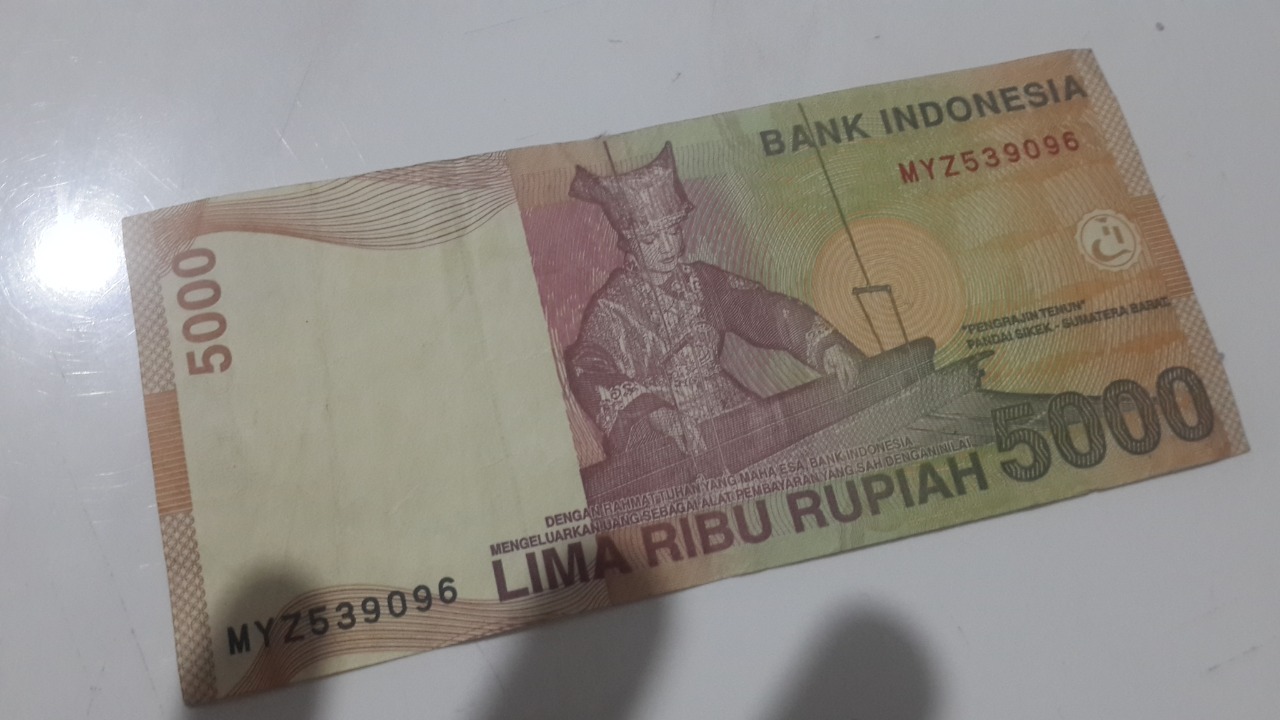 BANK INDONESIA
MYZ539096
5000
"PENGRAJIN TENUN"
PANDAI SIKEK - SUMATERA BARAT
DENGAN RAHMAT TUHAN YANG MAHA ESA, BANK INDONESIA
MENGELUARKAN UANG SEBAGAI ALAT PEMBAYARAN YANG SAH DENGAN NILAI
LIMA RIBU RUPIAH 5000
MYZ539096